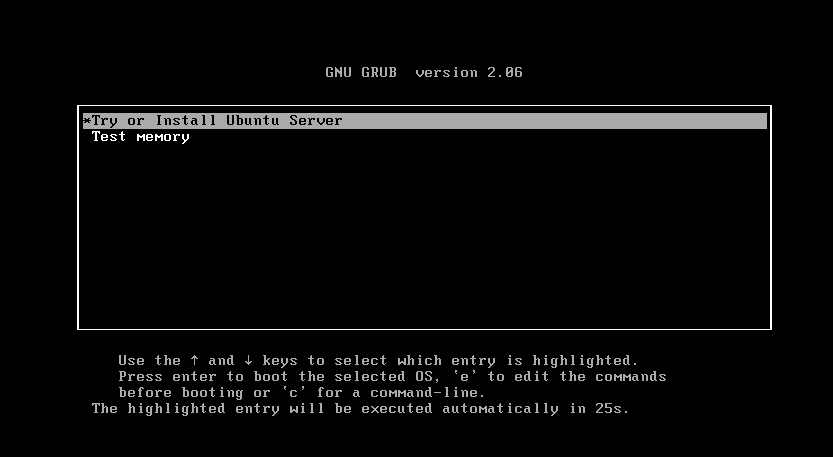 GNU GRUB  version 2.06
*Try or Install Ubuntu Server
Test memory
Use the ↑ and ↓ keys to select which entry is highlighted.
Press enter to boot the selected OS, `e' to edit the commands
before booting or `c' for a command-line.
The highlighted entry will be executed automatically in 25s.